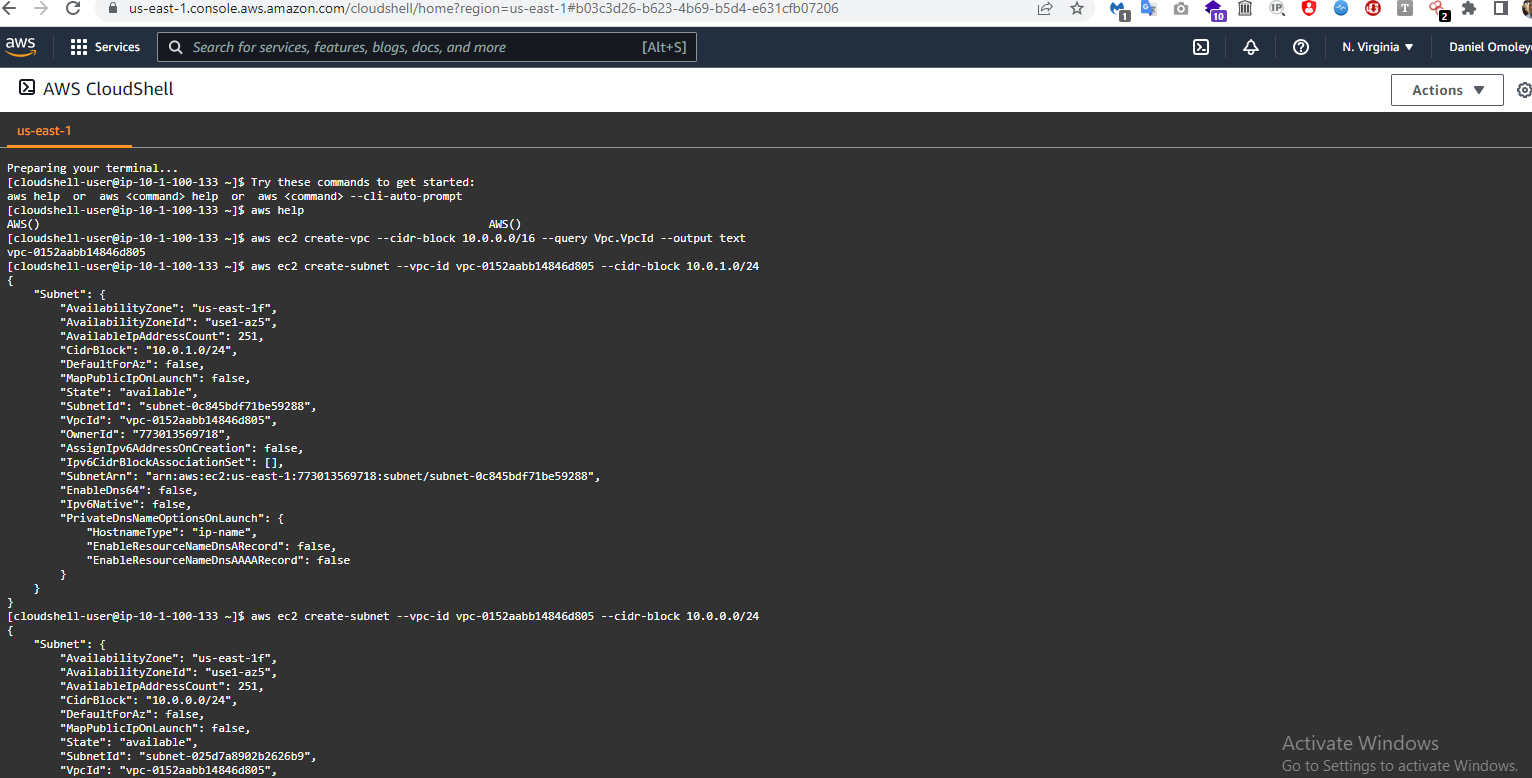 us-east-1.console.aws.amazon.com/cloudshell/home?region=us-east-1#b03c3d26-b623-4b69-b5d4-e631cfb07206
1
10
IP
T
2
aws
Services
Search for services, features, blogs, docs, and more
[Alt+S]
N. Virginia ▼
Daniel Omoley
AWS CloudShell
Actions ▼
us-east-1
Preparing your terminal...
[cloudshell-user@ip-10-1-100-133 ~]$ Try these commands to get started:
aws help  or  aws <command> help  or  aws <command> --cli-auto-prompt
[cloudshell-user@ip-10-1-100-133 ~]$ aws help
AWS()                                                                    AWS()
[cloudshell-user@ip-10-1-100-133 ~]$ aws ec2 create-vpc --cidr-block 10.0.0.0/16 --query Vpc.VpcId --output text
vpc-0152aabb14846d805
[cloudshell-user@ip-10-1-100-133 ~]$ aws ec2 create-subnet --vpc-id vpc-0152aabb14846d805 --cidr-block 10.0.1.0/24
{
    "Subnet": {
        "AvailabilityZone": "us-east-1f",
        "AvailabilityZoneId": "use1-az5",
        "AvailableIpAddressCount": 251,
        "CidrBlock": "10.0.1.0/24",
        "DefaultForAz": false,
        "MapPublicIpOnLaunch": false,
        "State": "available",
        "SubnetId": "subnet-0c845bdf71be59288",
        "VpcId": "vpc-0152aabb14846d805",
        "OwnerId": "773013569718",
        "AssignIpv6AddressOnCreation": false,
        "Ipv6CidrBlockAssociationSet": [],
        "SubnetArn": "arn:aws:ec2:us-east-1:773013569718:subnet/subnet-0c845bdf71be59288",
        "EnableDns64": false,
        "Ipv6Native": false,
        "PrivateDnsNameOptionsOnLaunch": {
            "HostnameType": "ip-name",
            "EnableResourceNameDnsARecord": false,
            "EnableResourceNameDnsAAAARecord": false
        }
    }
}
[cloudshell-user@ip-10-1-100-133 ~]$ aws ec2 create-subnet --vpc-id vpc-0152aabb14846d805 --cidr-block 10.0.0.0/24
{
    "Subnet": {
        "AvailabilityZone": "us-east-1f",
        "AvailabilityZoneId": "use1-az5",
        "AvailableIpAddressCount": 251,
        "CidrBlock": "10.0.0.0/24",
        "DefaultForAz": false,
        "MapPublicIpOnLaunch": false,
        "State": "available",
        "SubnetId": "subnet-025d7a8902b2626b9",
        "VpcId": "vpc-0152aabb14846d805",
Activate Windows
Go to Settings to activate Windows.